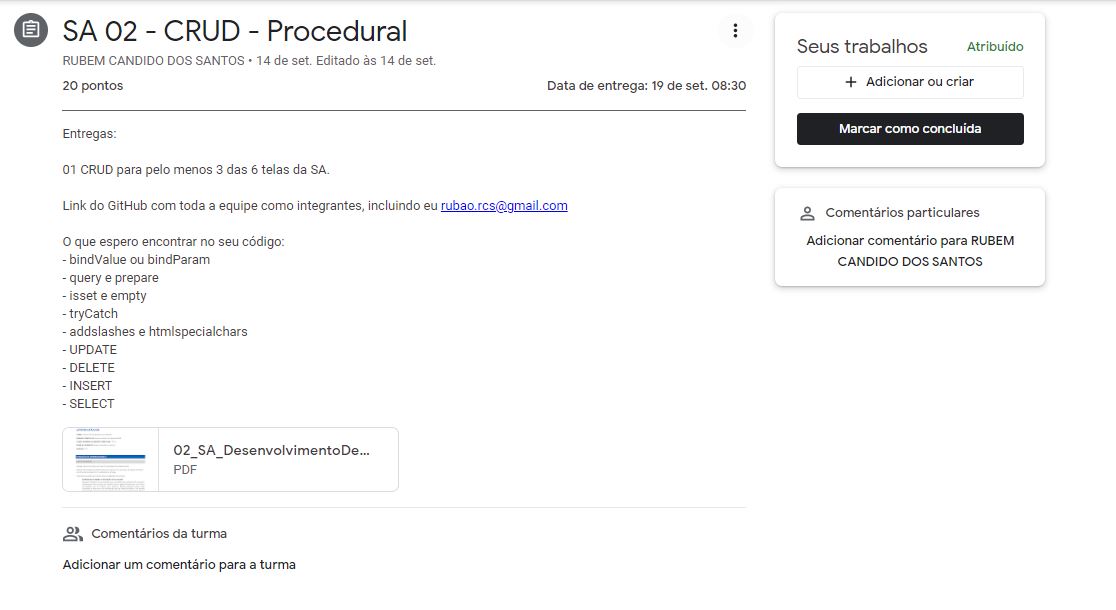 SA 02 - CRUD - Procedural
RUBEM CANDIDO DOS SANTOS • 14 de set. Editado às 14 de set.
20 pontos
Data de entrega: 19 de set. 08:30
Entregas:
01 CRUD para pelo menos 3 das 6 telas da SA.
Link do GitHub com toda a equipe como integrantes, incluindo eu rubao.rcs@gmail.com
O que espero encontrar no seu código:
- bindValue ou bindParam
- query e prepare
- isset e empty
- tryCatch
- addslashes e htmlspecialchars
- UPDATE
- DELETE
- INSERT
- SELECT
02_SA_DesenvolvimentoDe...
PDF
Comentários da turma
Adicionar um comentário para a turma
Seus trabalhos
Atribuído
+ Adicionar ou criar
Marcar como concluída
Comentários particulares
Adicionar comentário para RUBEM
CANDIDO DOS SANTOS